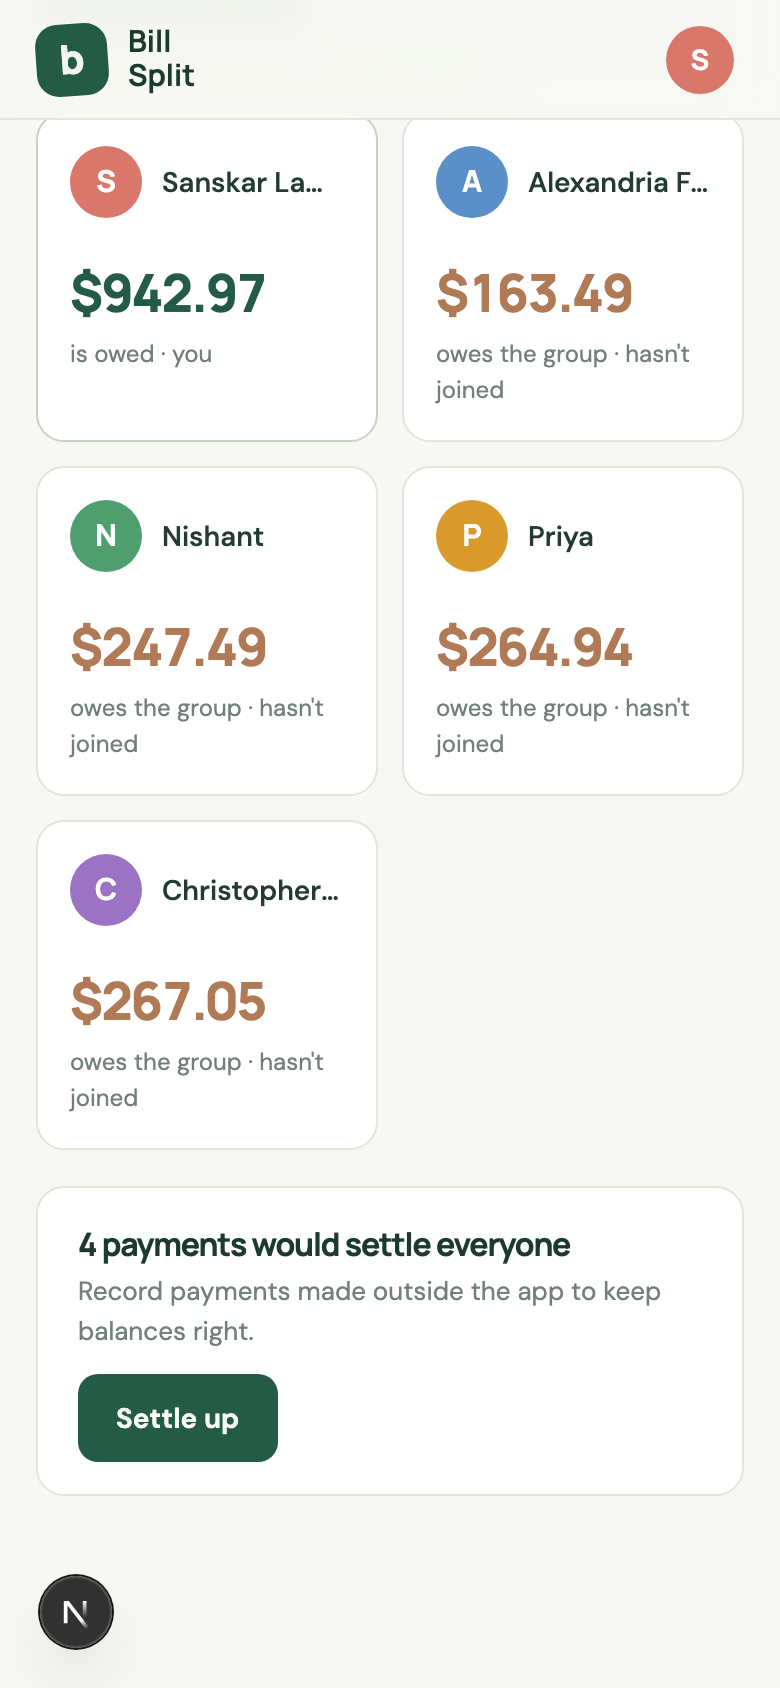 b
Bill
Split
S
S
Sanskar La...
$942.97
is owed · you
A
Alexandria F...
$163.49
owes the group · hasn't
joined
N
Nishant
$247.49
owes the group · hasn't
joined
P
Priya
$264.94
owes the group · hasn't
joined
C
Christopher...
$267.05
owes the group · hasn't
joined
4 payments would settle everyone
Record payments made outside the app to keep
balances right.
Settle up
N